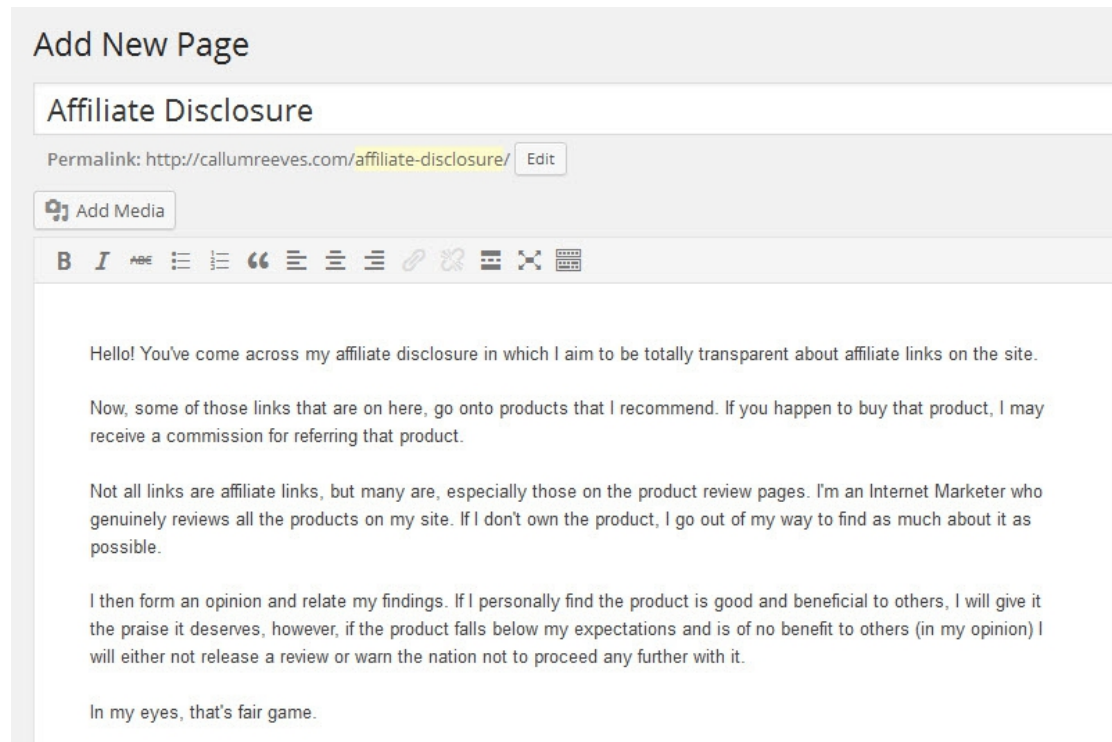 Add New Page
Affiliate Disclosure
Permalink: http://callumreeves.com/affiliate-disclosure/ Edit
Add Media
B I ABC
Hello! You've come across my affiliate disclosure in which I aim to be totally transparent about affiliate links on the site.
Now, some of those links that are on here, go onto products that I recommend. If you happen to buy that product, I may
receive a commission for referring that product.
Not all links are affiliate links, but many are, especially those on the product review pages. I'm an Internet Marketer who
genuinely reviews all the products on my site. If I don't own the product, I go out of my way to find as much about it as
possible.
I then form an opinion and relate my findings. If I personally find the product is good and beneficial to others, I will give it
the praise it deserves, however, if the product falls below my expectations and is of no benefit to others (in my opinion) I
will either not release a review or warn the nation not to proceed any further with it.
In my eyes, that's fair game.